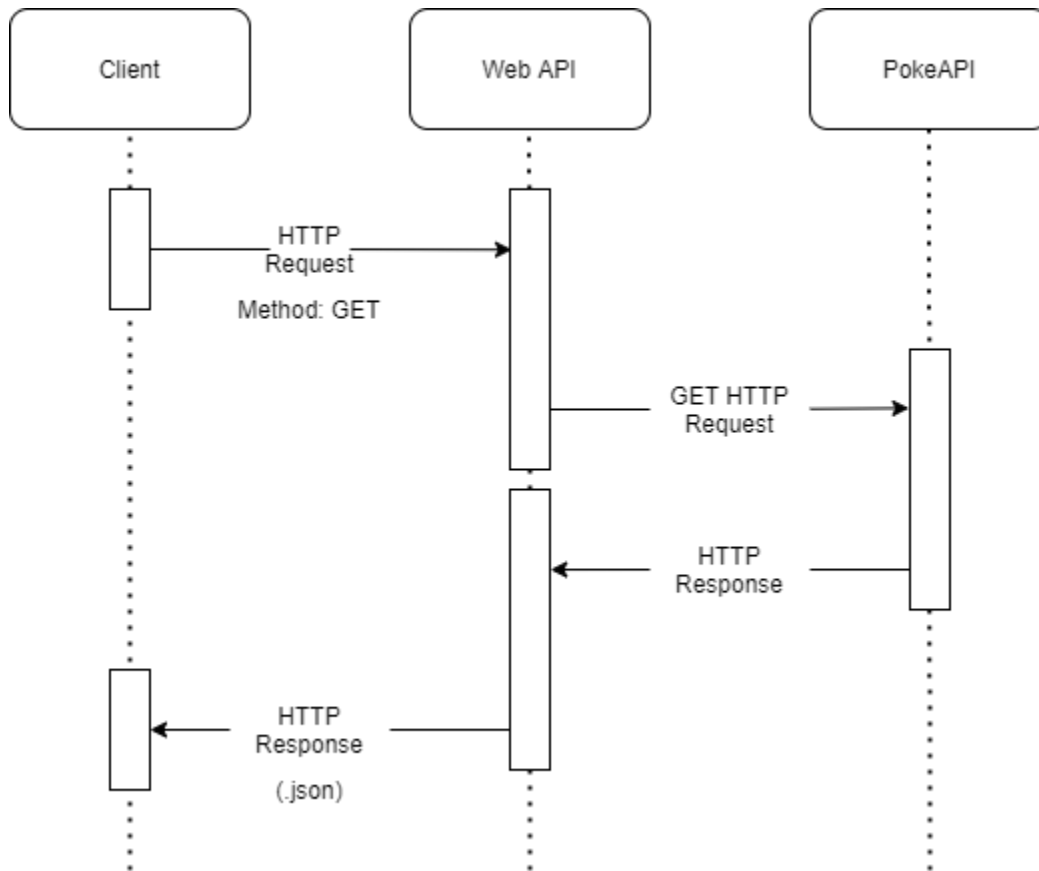 Client
Web API
PokeAPI
HTTP
Request
Method: GET
GET HTTP
Request
HTTP
Response
HTTP
Response
(.json)